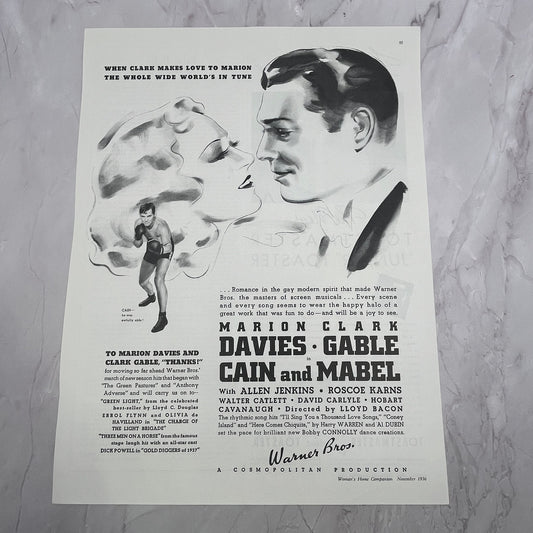 WHEN CLARK MAKES LOVE TO MARION
THE WHOLE WIDE WORLD'S IN TUNE
CAIN—
he was
awfully able!
TO MARION DAVIES AND
CLARK GABLE, "THANKS!"
for moving so far ahead Warner Bros.'
march of new season hits that began with
"The Green Pastures" and "Anthony
Adverse" and will carry us on to—
"GREEN LIGHT," from the celebrated
best-seller by Lloyd C. Douglas
ERROL FLYNN and OLIVIA de
HAVILLAND in "THE CHARGE OF
THE LIGHT BRIGADE"
"THREE MEN ON A HORSE" from the famous
stage laugh hit with an all-star cast
DICK POWELL in "GOLD DIGGERS OF 1937"
. . . Romance in the gay modern spirit that made Warner
Bros. the masters of screen musicals . . . Every scene
and every song seems to wear the happy halo of a
great work that was fun to do—and will be a joy to see.
MARION CLARK
DAVIES · GABLE
in
CAIN and MABEL
With ALLEN JENKINS • ROSCOE KARNS
WALTER CATLETT • DAVID CARLYLE • HOBART
CAVANAUGH • Directed by LLOYD BACON
The rhythmic song hits "I'll Sing You a Thousand Love Songs," "Coney
Island" and "Here Comes Chiquita," by Harry WARREN and Al DUBIN
set the pace for brilliant new Bobby CONNOLLY dance creations.
Warner Bros.
A COSMOPOLITAN PRODUCTION
Woman's Home Companion November 1936